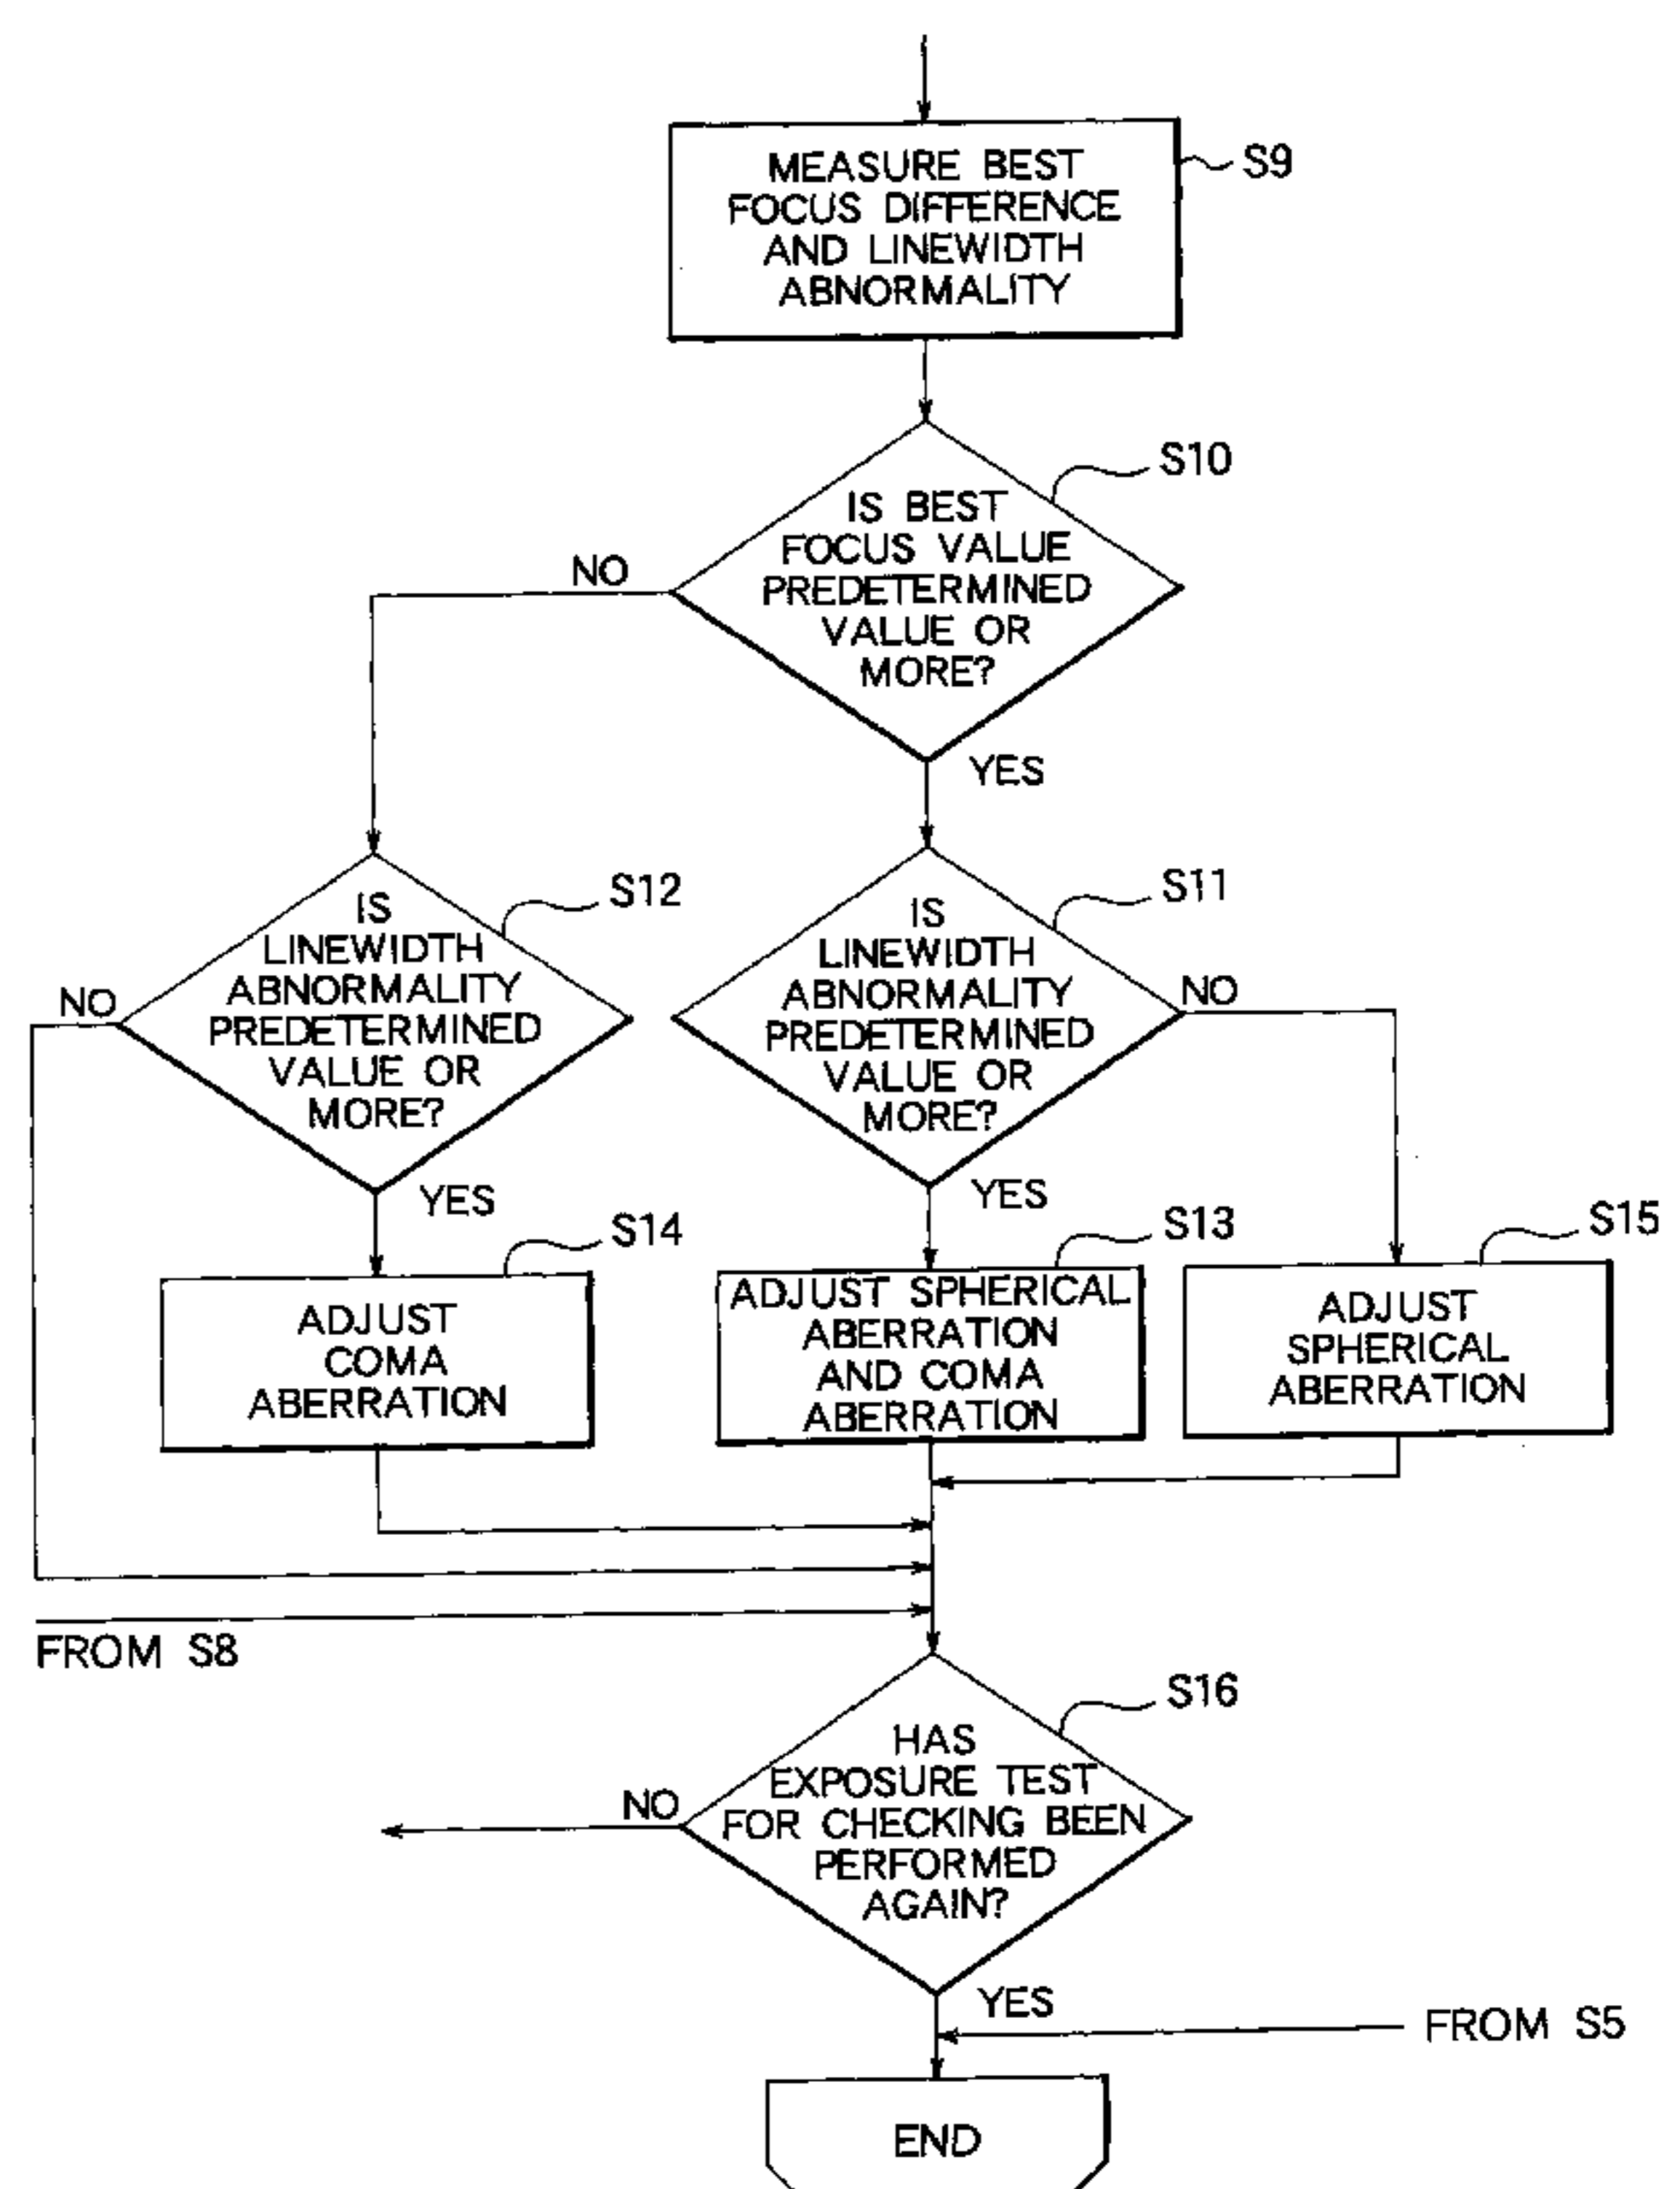 MEASURE BEST
FOCUS DIFFERENCE
AND LINEWIDTH
ABNORMALITY
S9
S10
IS BEST
FOCUS VALUE
PREDETERMINED
VALUE OR
MORE?
NO
YES
S12
IS
LINEWIDTH
ABNORMALITY
PREDETERMINED
VALUE OR
MORE?
NO
YES
S11
IS
LINEWIDTH
ABNORMALITY
PREDETERMINED
VALUE OR
MORE?
NO
YES
S14
ADJUST
COMA
ABERRATION
S13
ADJUST SPHERICAL
ABERRATION
AND COMA
ABERRATION
S15
ADJUST
SPHERICAL
ABERRATION
FROM S8
S16
HAS
EXPOSURE TEST
FOR CHECKING BEEN
PERFORMED
AGAIN?
NO
YES
FROM S5
END